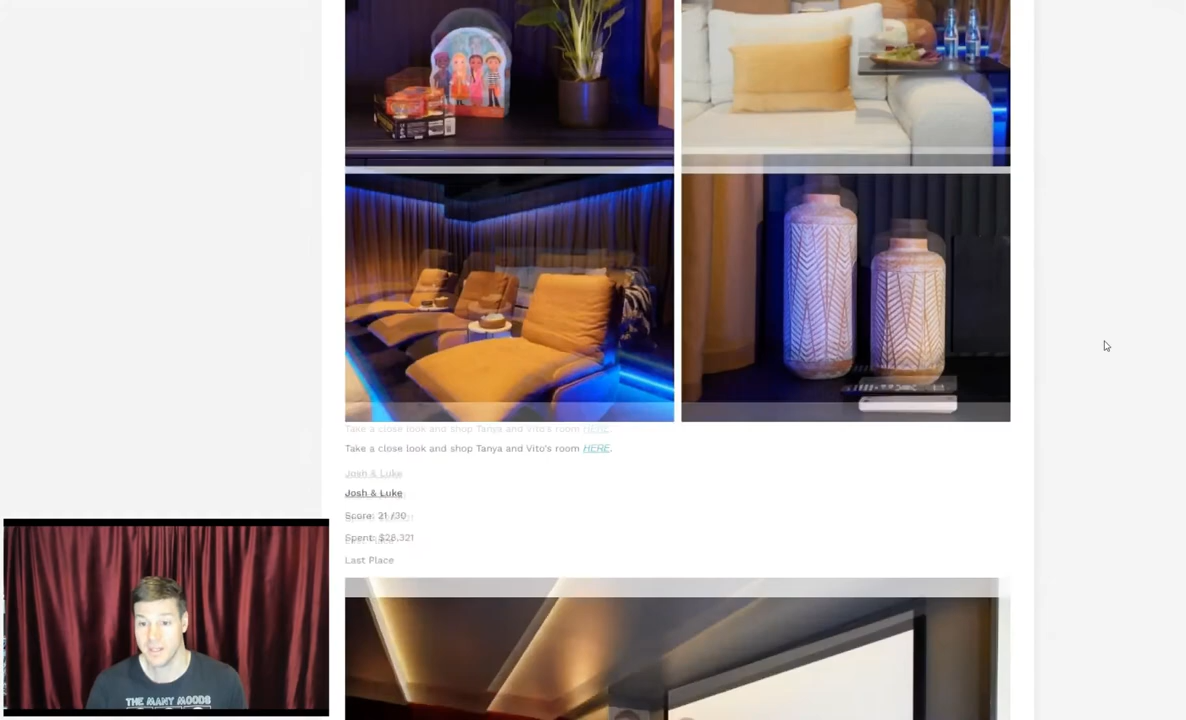 Take a close look and shop Tanya and Vito's room HERE.
Josh & Luke
Score: 21 /30
Spent: $28,321
Last Place
THE MANY MOODS